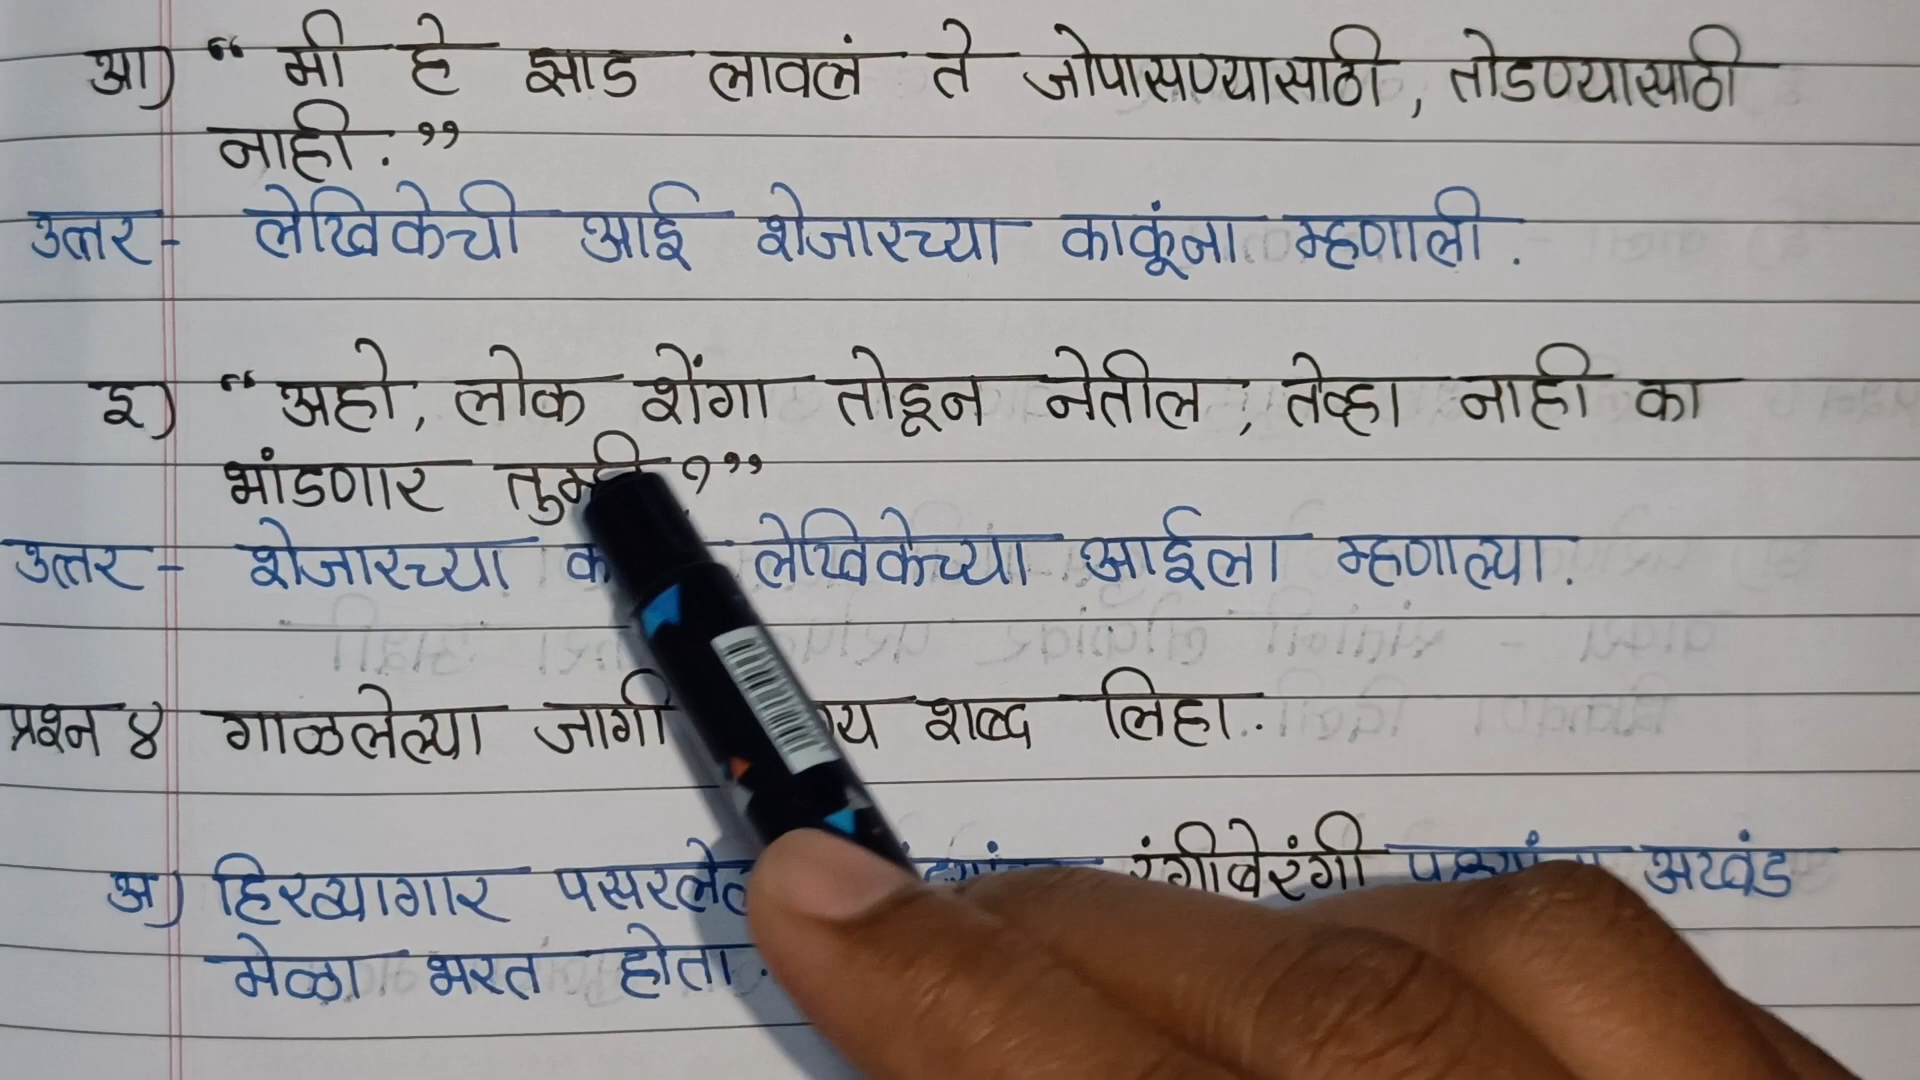 आ) “ मी हे झाड लावलं ते जोपासण्यासाठी, तोडण्यासाठी
नाही. ”
उत्तर - लेखिकेची आई शेजारच्या काकूंना म्हणाली.
इ) “ अहो, लोक शेंगा तोडून नेतील, तेव्हा नाही का
भांडणार ?”
उत्तर - शेजारच्या लेखिकेच्या आईला म्हणाल्या.
प्रश्न ४ गाळलेल्या जागी शब्द लिहा.
अ) हिरव्यागार रंगीबेरंगी अखंड
मेळा भरत होता.